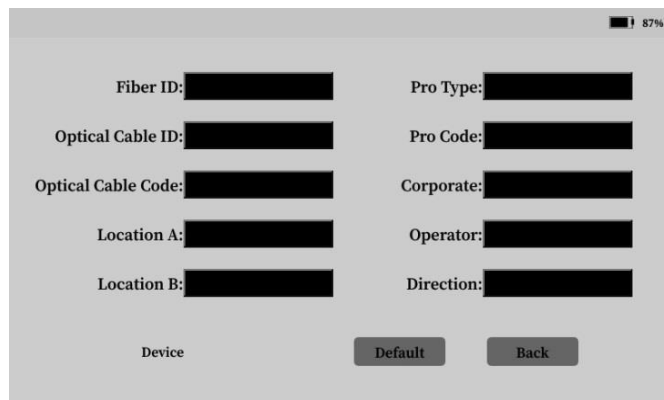 87%
Fiber ID: Pro Type:
Optical Cable ID: Pro Code:
Optical Cable Code: Corporate:
Location A: Operator:
Location B: Direction:
Device Default Back